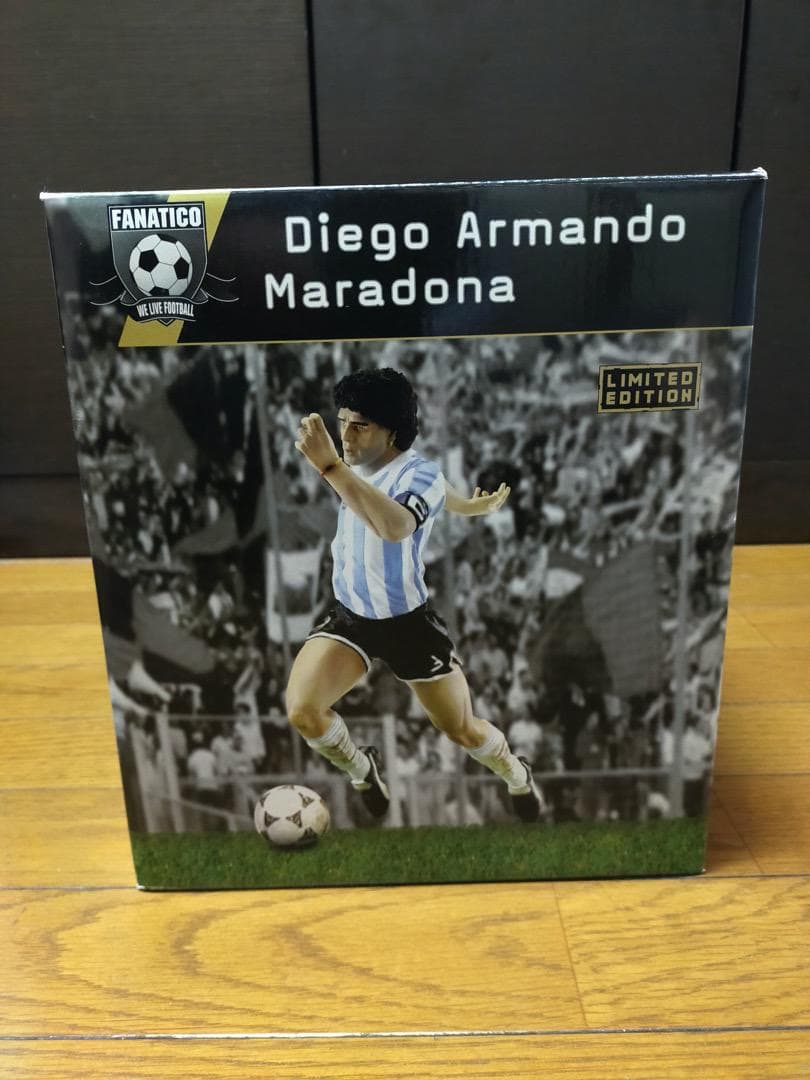 FANATICO
WE LIVE FOOTBALL
Diego Armando
Maradona
LIMITED
EDITION